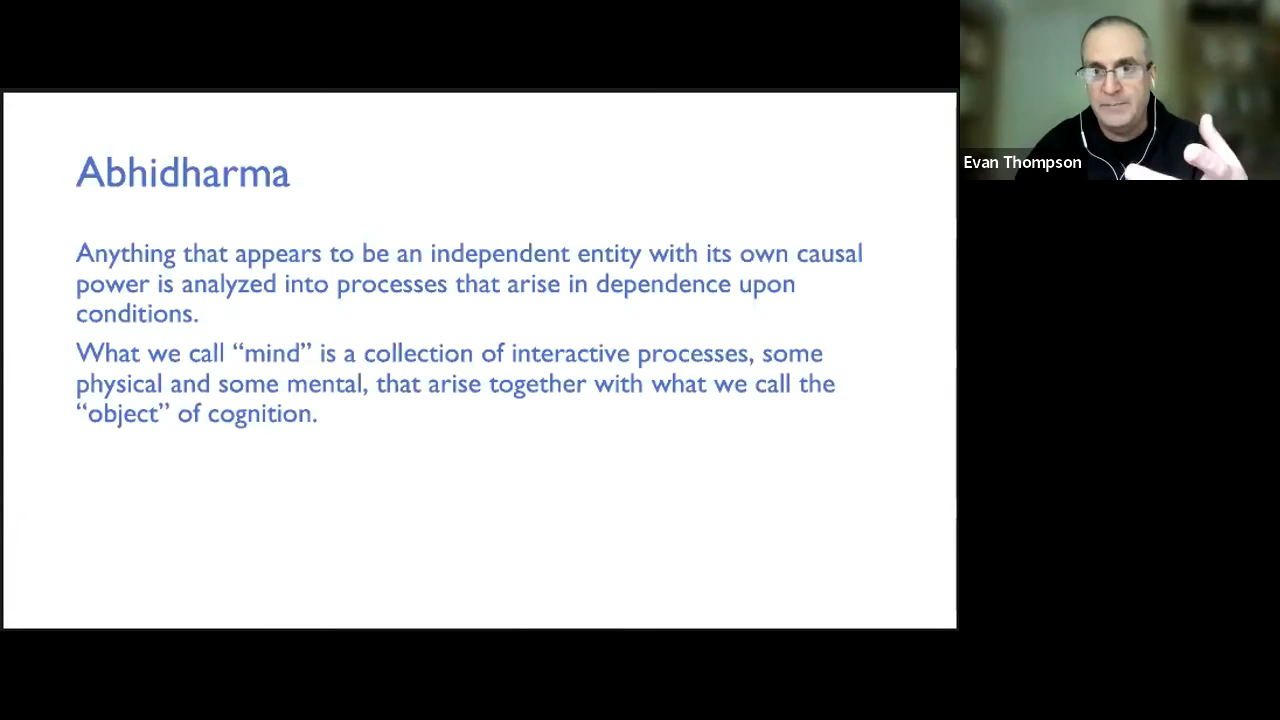 Abhidharma
Anything that appears to be an independent entity with its own causal
power is analyzed into processes that arise in dependence upon
conditions.
What we call “mind” is a collection of interactive processes, some
physical and some mental, that arise together with what we call the
“object” of cognition.
Evan Thompson